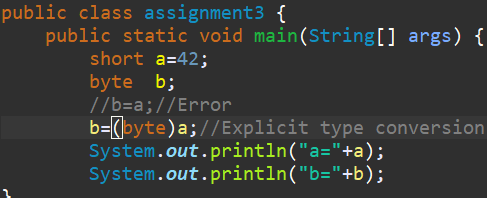 public class assignment3 {
public static void main(String[] args) {
short a=42;
byte  b;
//b=a;//Error
b=(byte)a;//Explicit type conversion
System.out.println("a="+a);
System.out.println("b="+b);
}